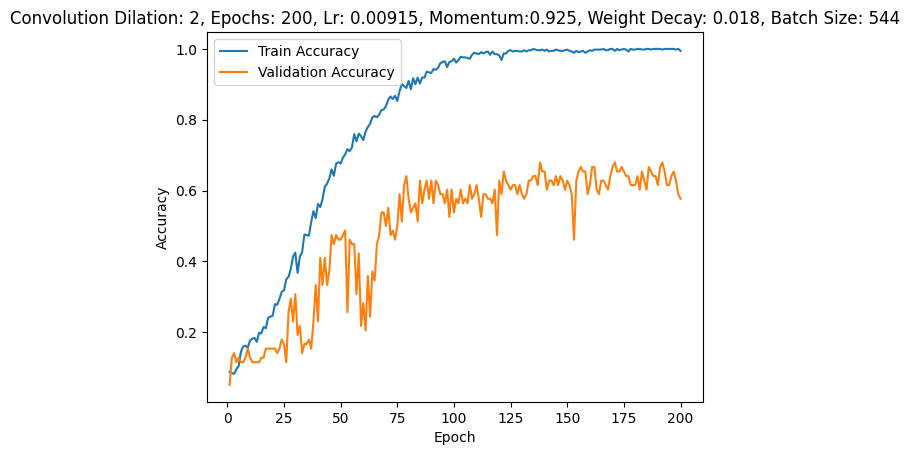 Convolution Dilation: 2, Epochs: 200, Lr: 0.00915, Momentum:0.925, Weight Decay: 0.018, Batch Size: 544
Train Accuracy
Validation Accuracy
1.0
0.8
0.6
0.4
0.2
Accuracy
0
25
50
75
100
125
150
175
200
Epoch